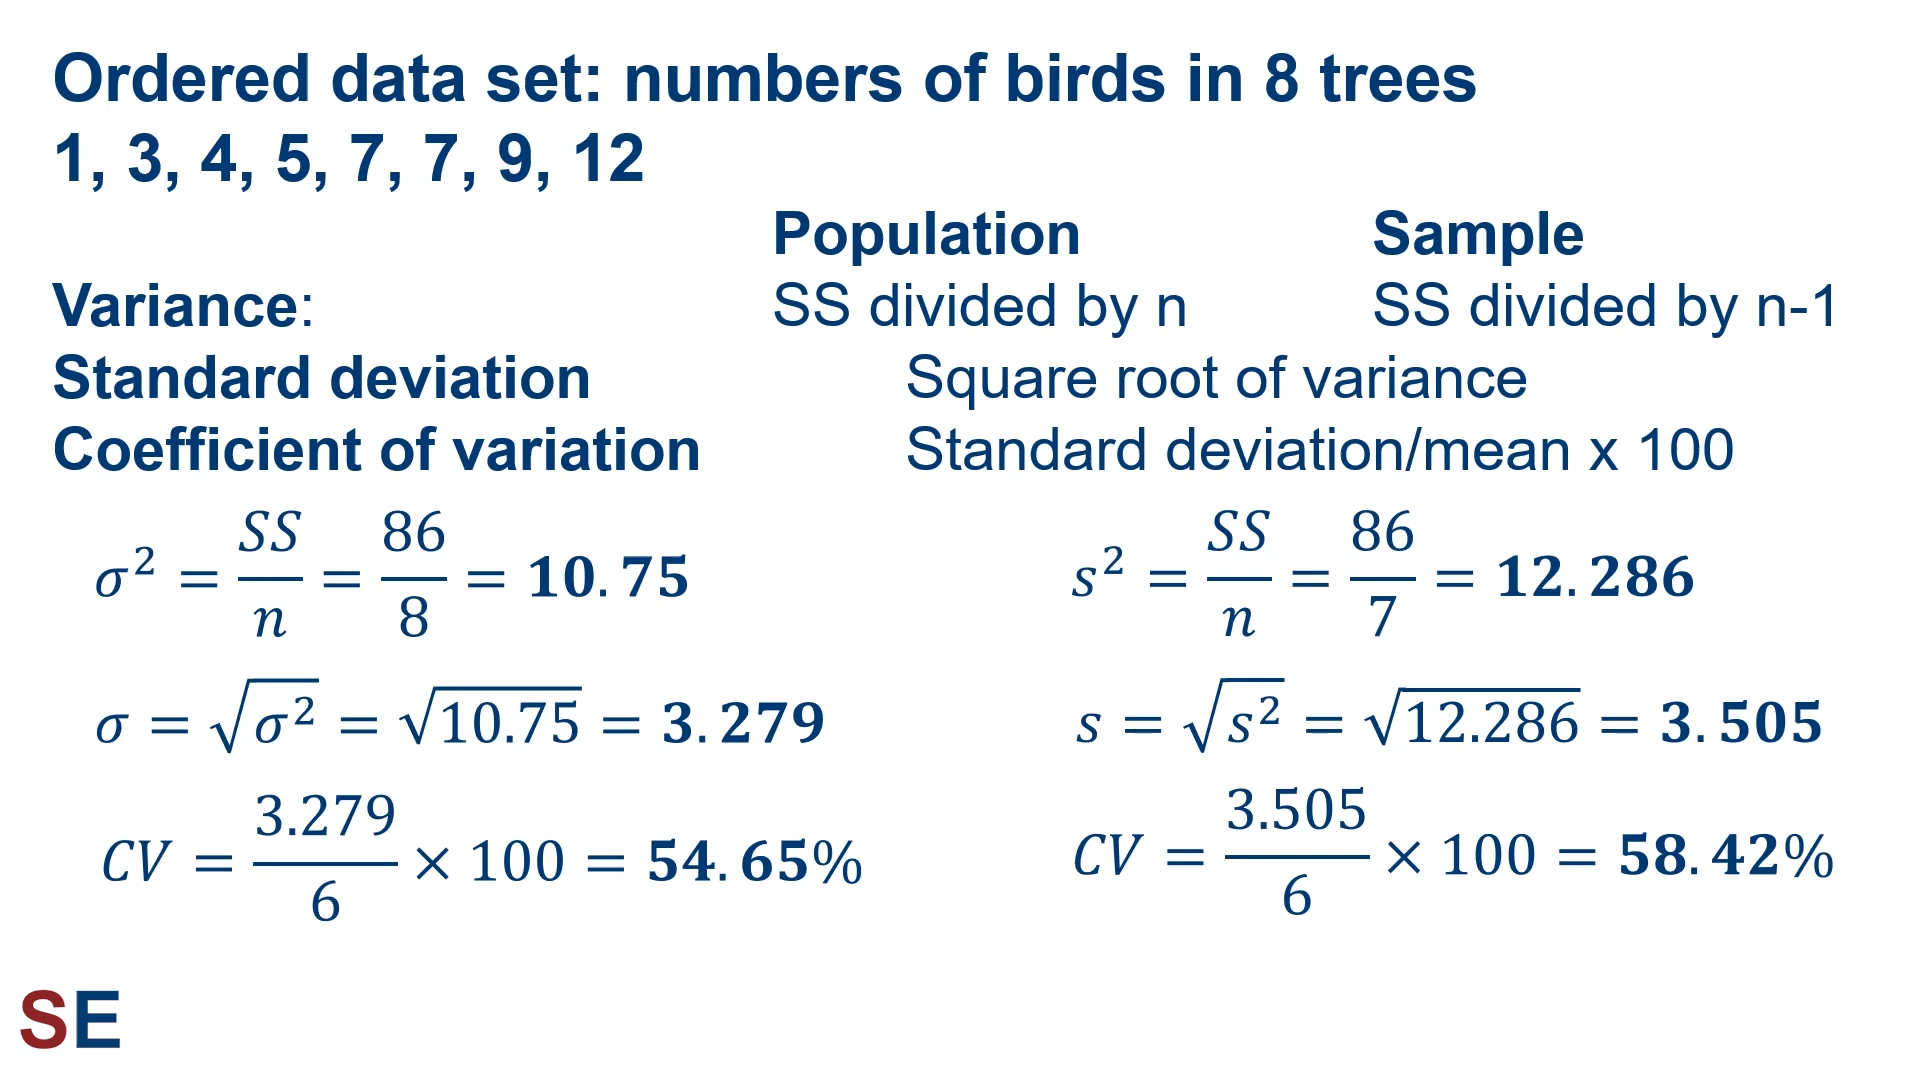 Ordered data set: numbers of birds in 8 trees
1, 3, 4, 5, 7, 7, 9, 12
Population Sample
Variance: SS divided by n SS divided by n-1
Standard deviation Square root of variance
Coefficient of variation Standard deviation/mean x 100
σ² = SS/n = 86/8 = 10.75 s² = SS/n = 86/7 = 12.286
σ = √σ² = √10.75 = 3.279 s = √s² = √12.286 = 3.505
CV = 3.279/6 × 100 = 54.65% CV = 3.505/6 × 100 = 58.42%
SE